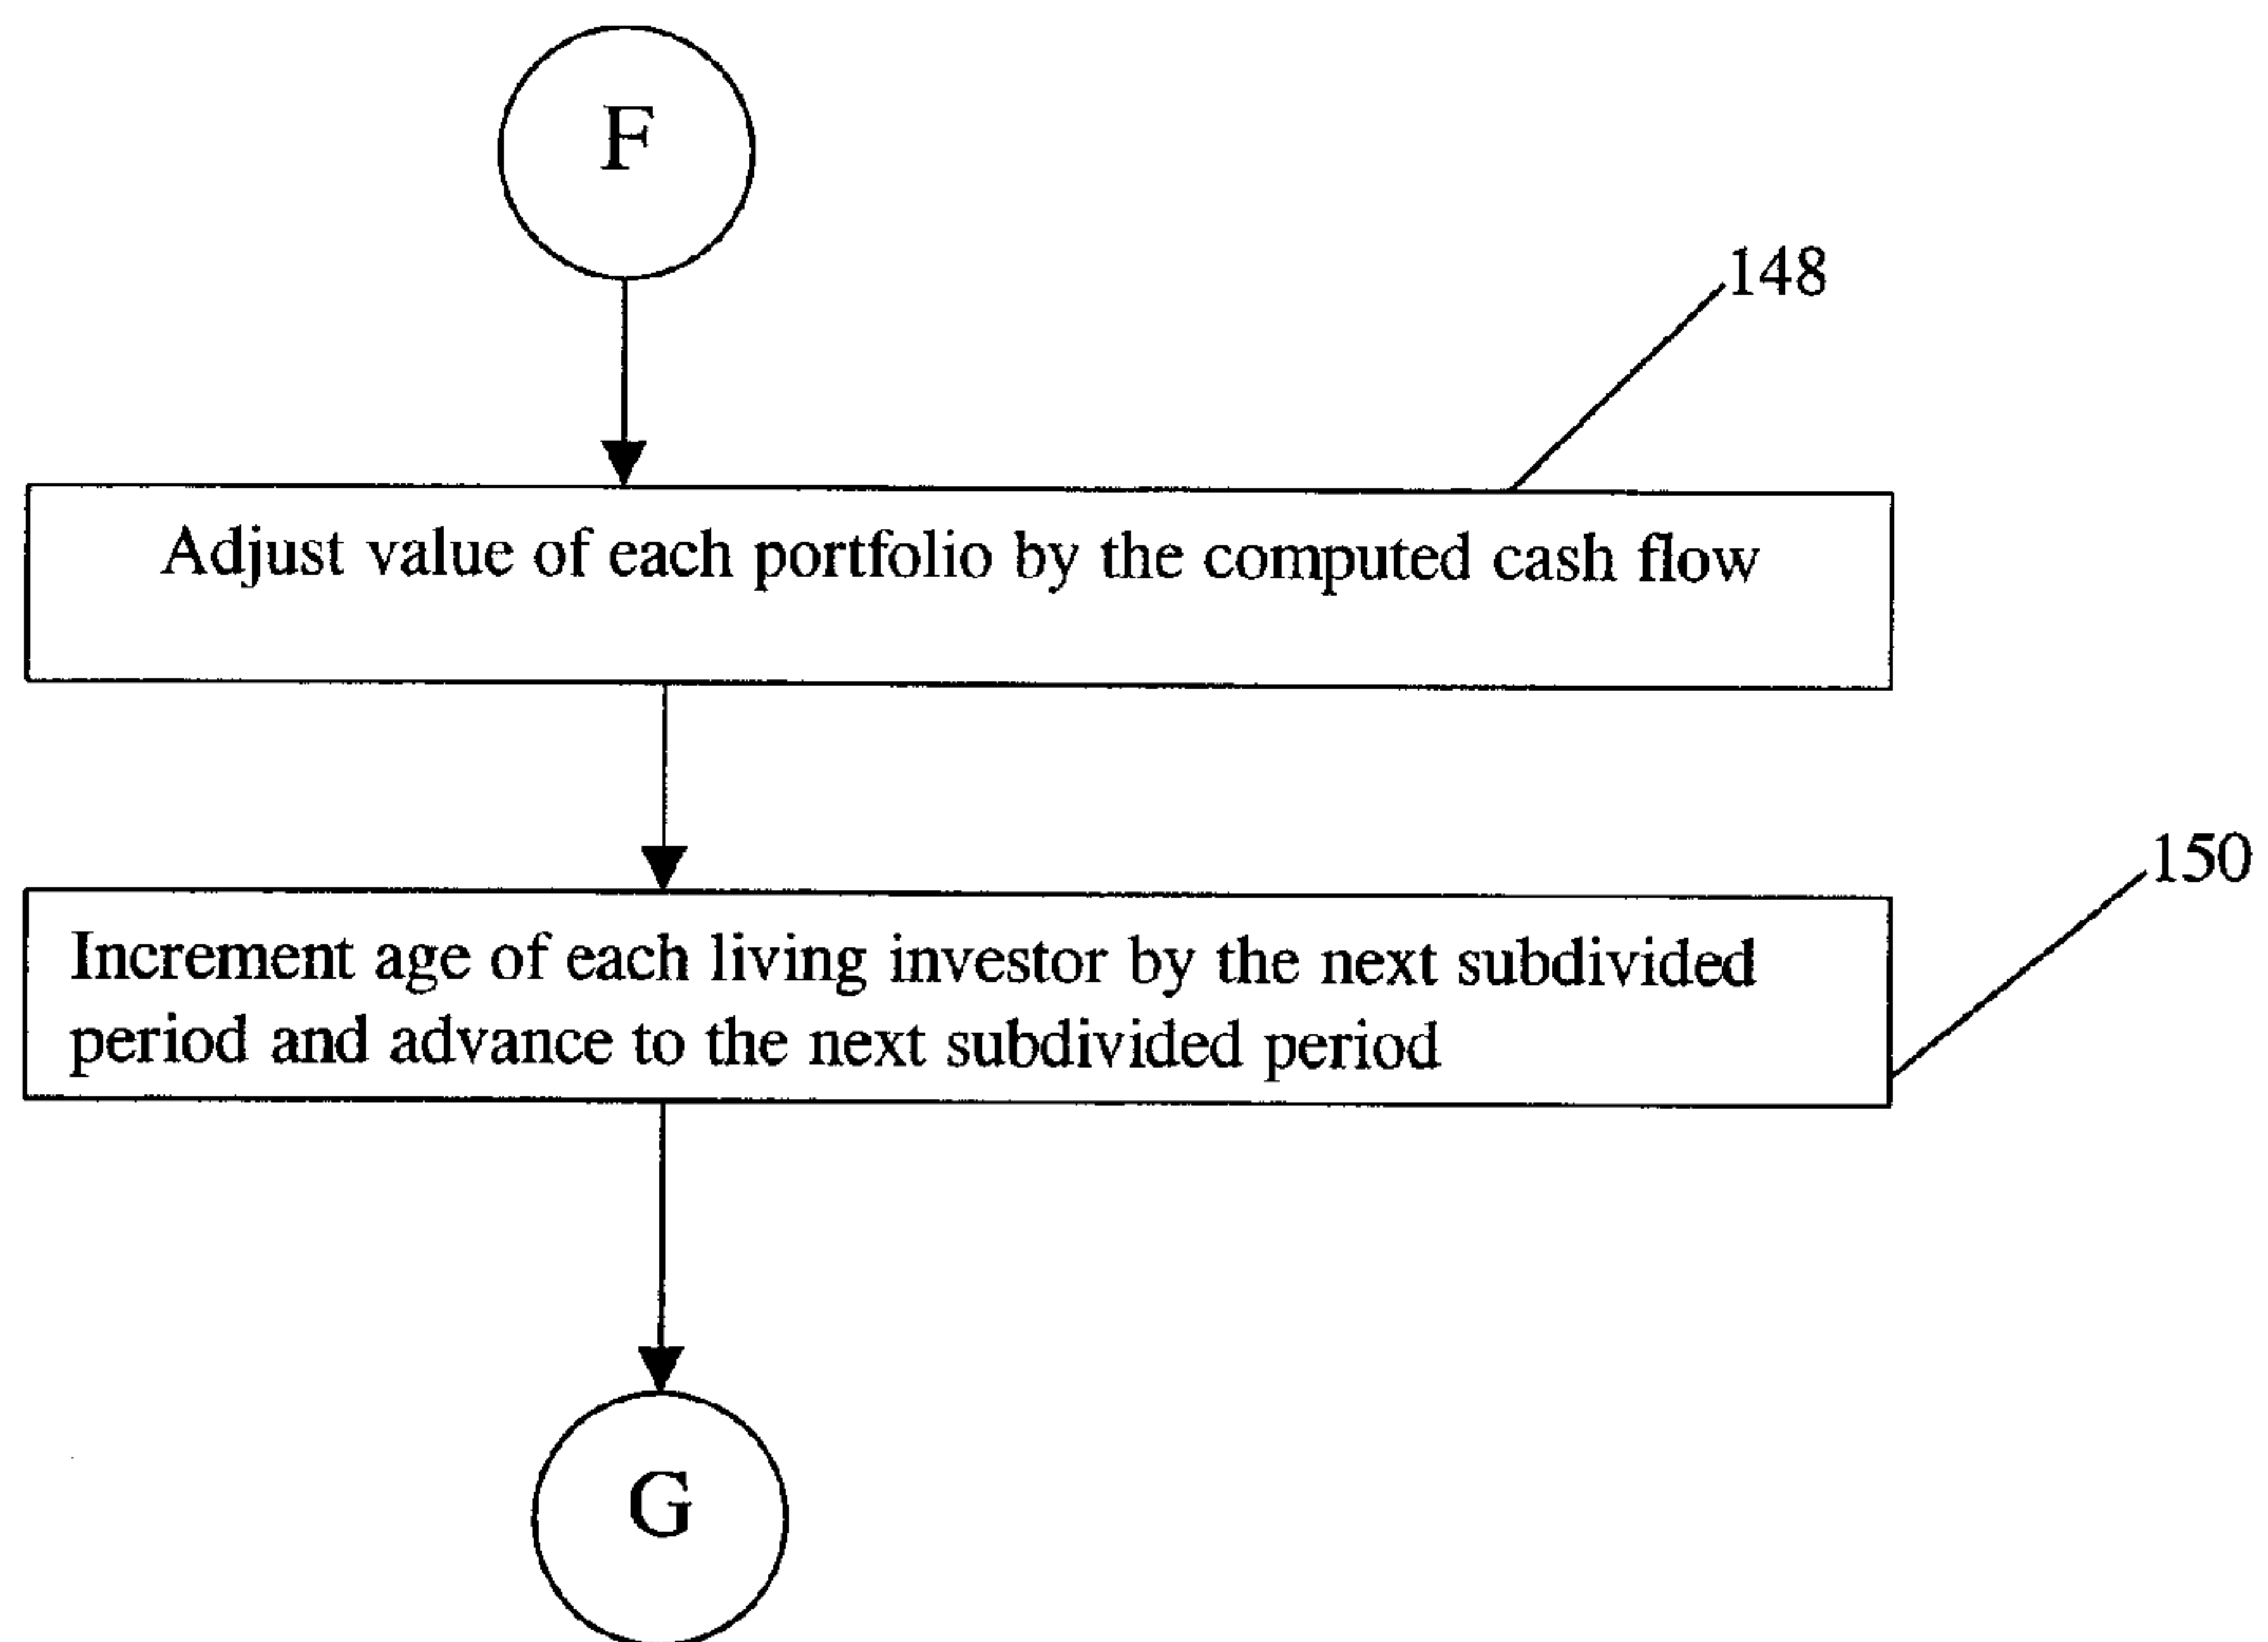 F
148
Adjust value of each portfolio by the computed cash flow
150
Increment age of each living investor by the next subdivided
period and advance to the next subdivided period
G